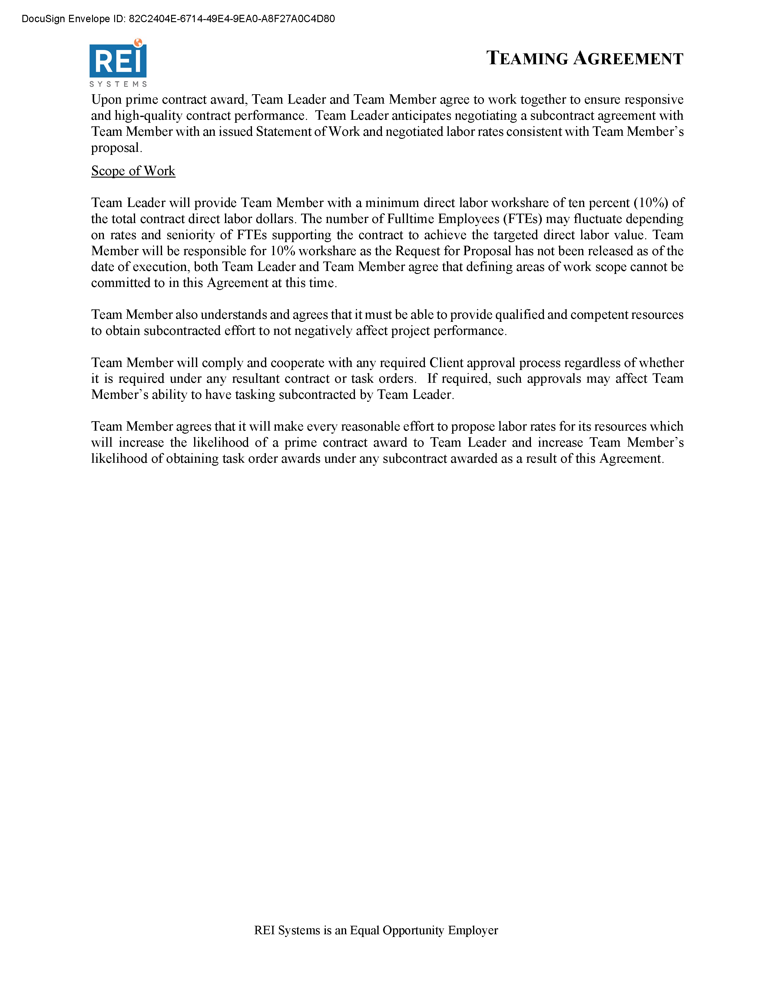 DocuSign Envelope ID: 82C2404E-6714-49E4-9EA0-A8F27A0C4D80
REI
SYSTEMS
TEAMING AGREEMENT
Upon prime contract award, Team Leader and Team Member agree to work together to ensure responsive
and high-quality contract performance.  Team Leader anticipates negotiating a subcontract agreement with
Team Member with an issued Statement of Work and negotiated labor rates consistent with Team Member’s
proposal.
Scope of Work
Team Leader will provide Team Member with a minimum direct labor workshare of ten percent (10%) of
the total contract direct labor dollars. The number of Fulltime Employees (FTEs) may fluctuate depending
on rates and seniority of FTEs supporting the contract to achieve the targeted direct labor value. Team
Member will be responsible for 10% workshare as the Request for Proposal has not been released as of the
date of execution, both Team Leader and Team Member agree that defining areas of work scope cannot be
committed to in this Agreement at this time.
Team Member also understands and agrees that it must be able to provide qualified and competent resources
to obtain subcontracted effort to not negatively affect project performance.
Team Member will comply and cooperate with any required Client approval process regardless of whether
it is required under any resultant contract or task orders.  If required, such approvals may affect Team
Member’s ability to have tasking subcontracted by Team Leader.
Team Member agrees that it will make every reasonable effort to propose labor rates for its resources which
will increase the likelihood of a prime contract award to Team Leader and increase Team Member’s
likelihood of obtaining task order awards under any subcontract awarded as a result of this Agreement.
REI Systems is an Equal Opportunity Employer